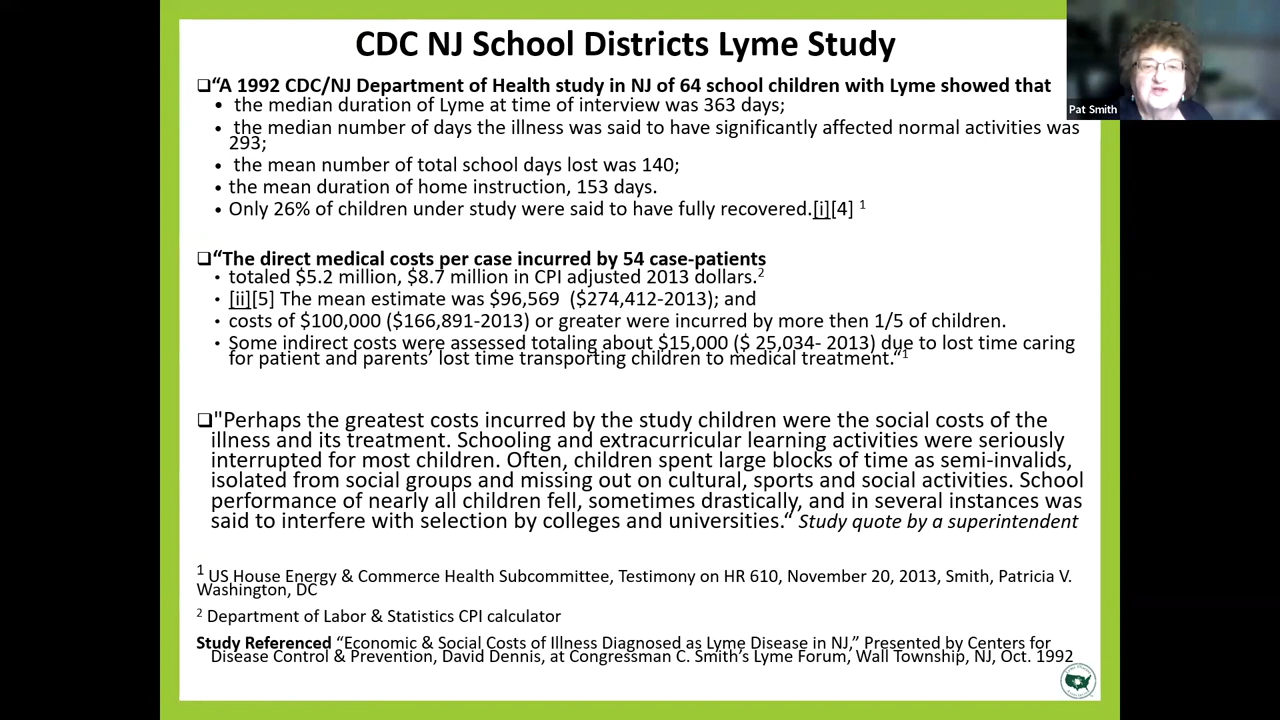 CDC NJ School Districts Lyme Study
❑“A 1992 CDC/NJ Department of Health study in NJ of 64 school children with Lyme showed that
• the median duration of Lyme at time of interview was 363 days;
• the median number of days the illness was said to have significantly affected normal activities was
293;
• the mean number of total school days lost was 140;
• the mean duration of home instruction, 153 days.
• Only 26% of children under study were said to have fully recovered.[i][4] 1
❑“The direct medical costs per case incurred by 54 case-patients
• totaled $5.2 million, $8.7 million in CPI adjusted 2013 dollars.2
• [ii][5] The mean estimate was $96,569 ($274,412-2013); and
• costs of $100,000 ($166,891-2013) or greater were incurred by more then 1/5 of children.
• Some indirect costs were assessed totaling about $15,000 ($ 25,034- 2013) due to lost time caring
for patient and parents’ lost time transporting children to medical treatment.“1
❑"Perhaps the greatest costs incurred by the study children were the social costs of the
illness and its treatment. Schooling and extracurricular learning activities were seriously
interrupted for most children. Often, children spent large blocks of time as semi-invalids,
isolated from social groups and missing out on cultural, sports and social activities. School
performance of nearly all children fell, sometimes drastically, and in several instances was
said to interfere with selection by colleges and universities.“ Study quote by a superintendent
1 US House Energy & Commerce Health Subcommittee, Testimony on HR 610, November 20, 2013, Smith, Patricia V.
Washington, DC
2 Department of Labor & Statistics CPI calculator
Study Referenced “Economic & Social Costs of Illness Diagnosed as Lyme Disease in NJ,” Presented by Centers for
Disease Control & Prevention, David Dennis, at Congressman C. Smith’s Lyme Forum, Wall Township, NJ, Oct. 1992
Pat Smith